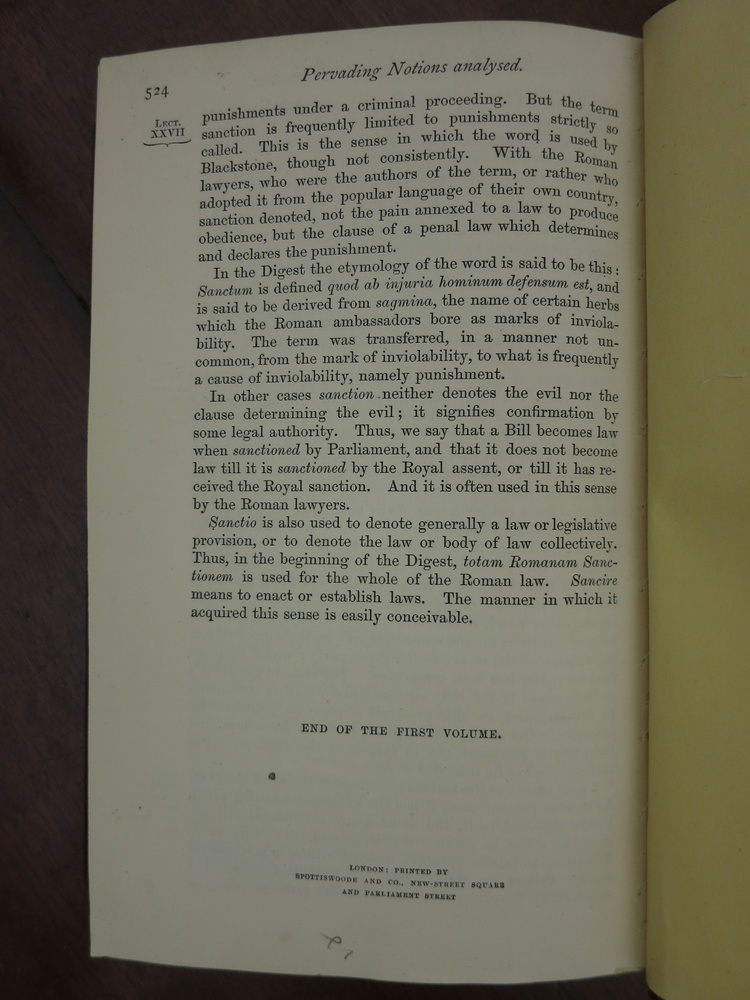 524
Pervading Notions analysed.
LECT.
XXVII
punishments under a criminal proceeding. But the term
sanction is frequently limited to punishments strictly so
called. This is the sense in which the word is used by
Blackstone, though not consistently. With the Roman
lawyers, who were the authors of the term, or rather who
adopted it from the popular language of their own country,
sanction denoted, not the pain annexed to a law to produce
obedience, but the clause of a penal law which determines
and declares the punishment.
In the Digest the etymology of the word is said to be this:
Sanctum is defined quod ab injuria hominum defensum est, and
is said to be derived from sagmina, the name of certain herbs
which the Roman ambassadors bore as marks of inviola-
bility. The term was transferred, in a manner not un-
common, from the mark of inviolability, to what is frequently
a cause of inviolability, namely punishment.
In other cases sanction neither denotes the evil nor the
clause determining the evil; it signifies confirmation by
some legal authority. Thus, we say that a Bill becomes law
when sanctioned by Parliament, and that it does not become
law till it is sanctioned by the Royal assent, or till it has re-
ceived the Royal sanction. And it is often used in this sense
by the Roman lawyers.
Sanctio is also used to denote generally a law or legislative
provision, or to denote the law or body of law collectively.
Thus, in the beginning of the Digest, totam Romanam Sanc-
tionem is used for the whole of the Roman law. Sancire
means to enact or establish laws. The manner in which it
acquired this sense is easily conceivable.
END OF THE FIRST VOLUME.
LONDON: PRINTED BY
SPOTTISWOODE AND CO., NEW-STREET SQUARE
AND PARLIAMENT STREET